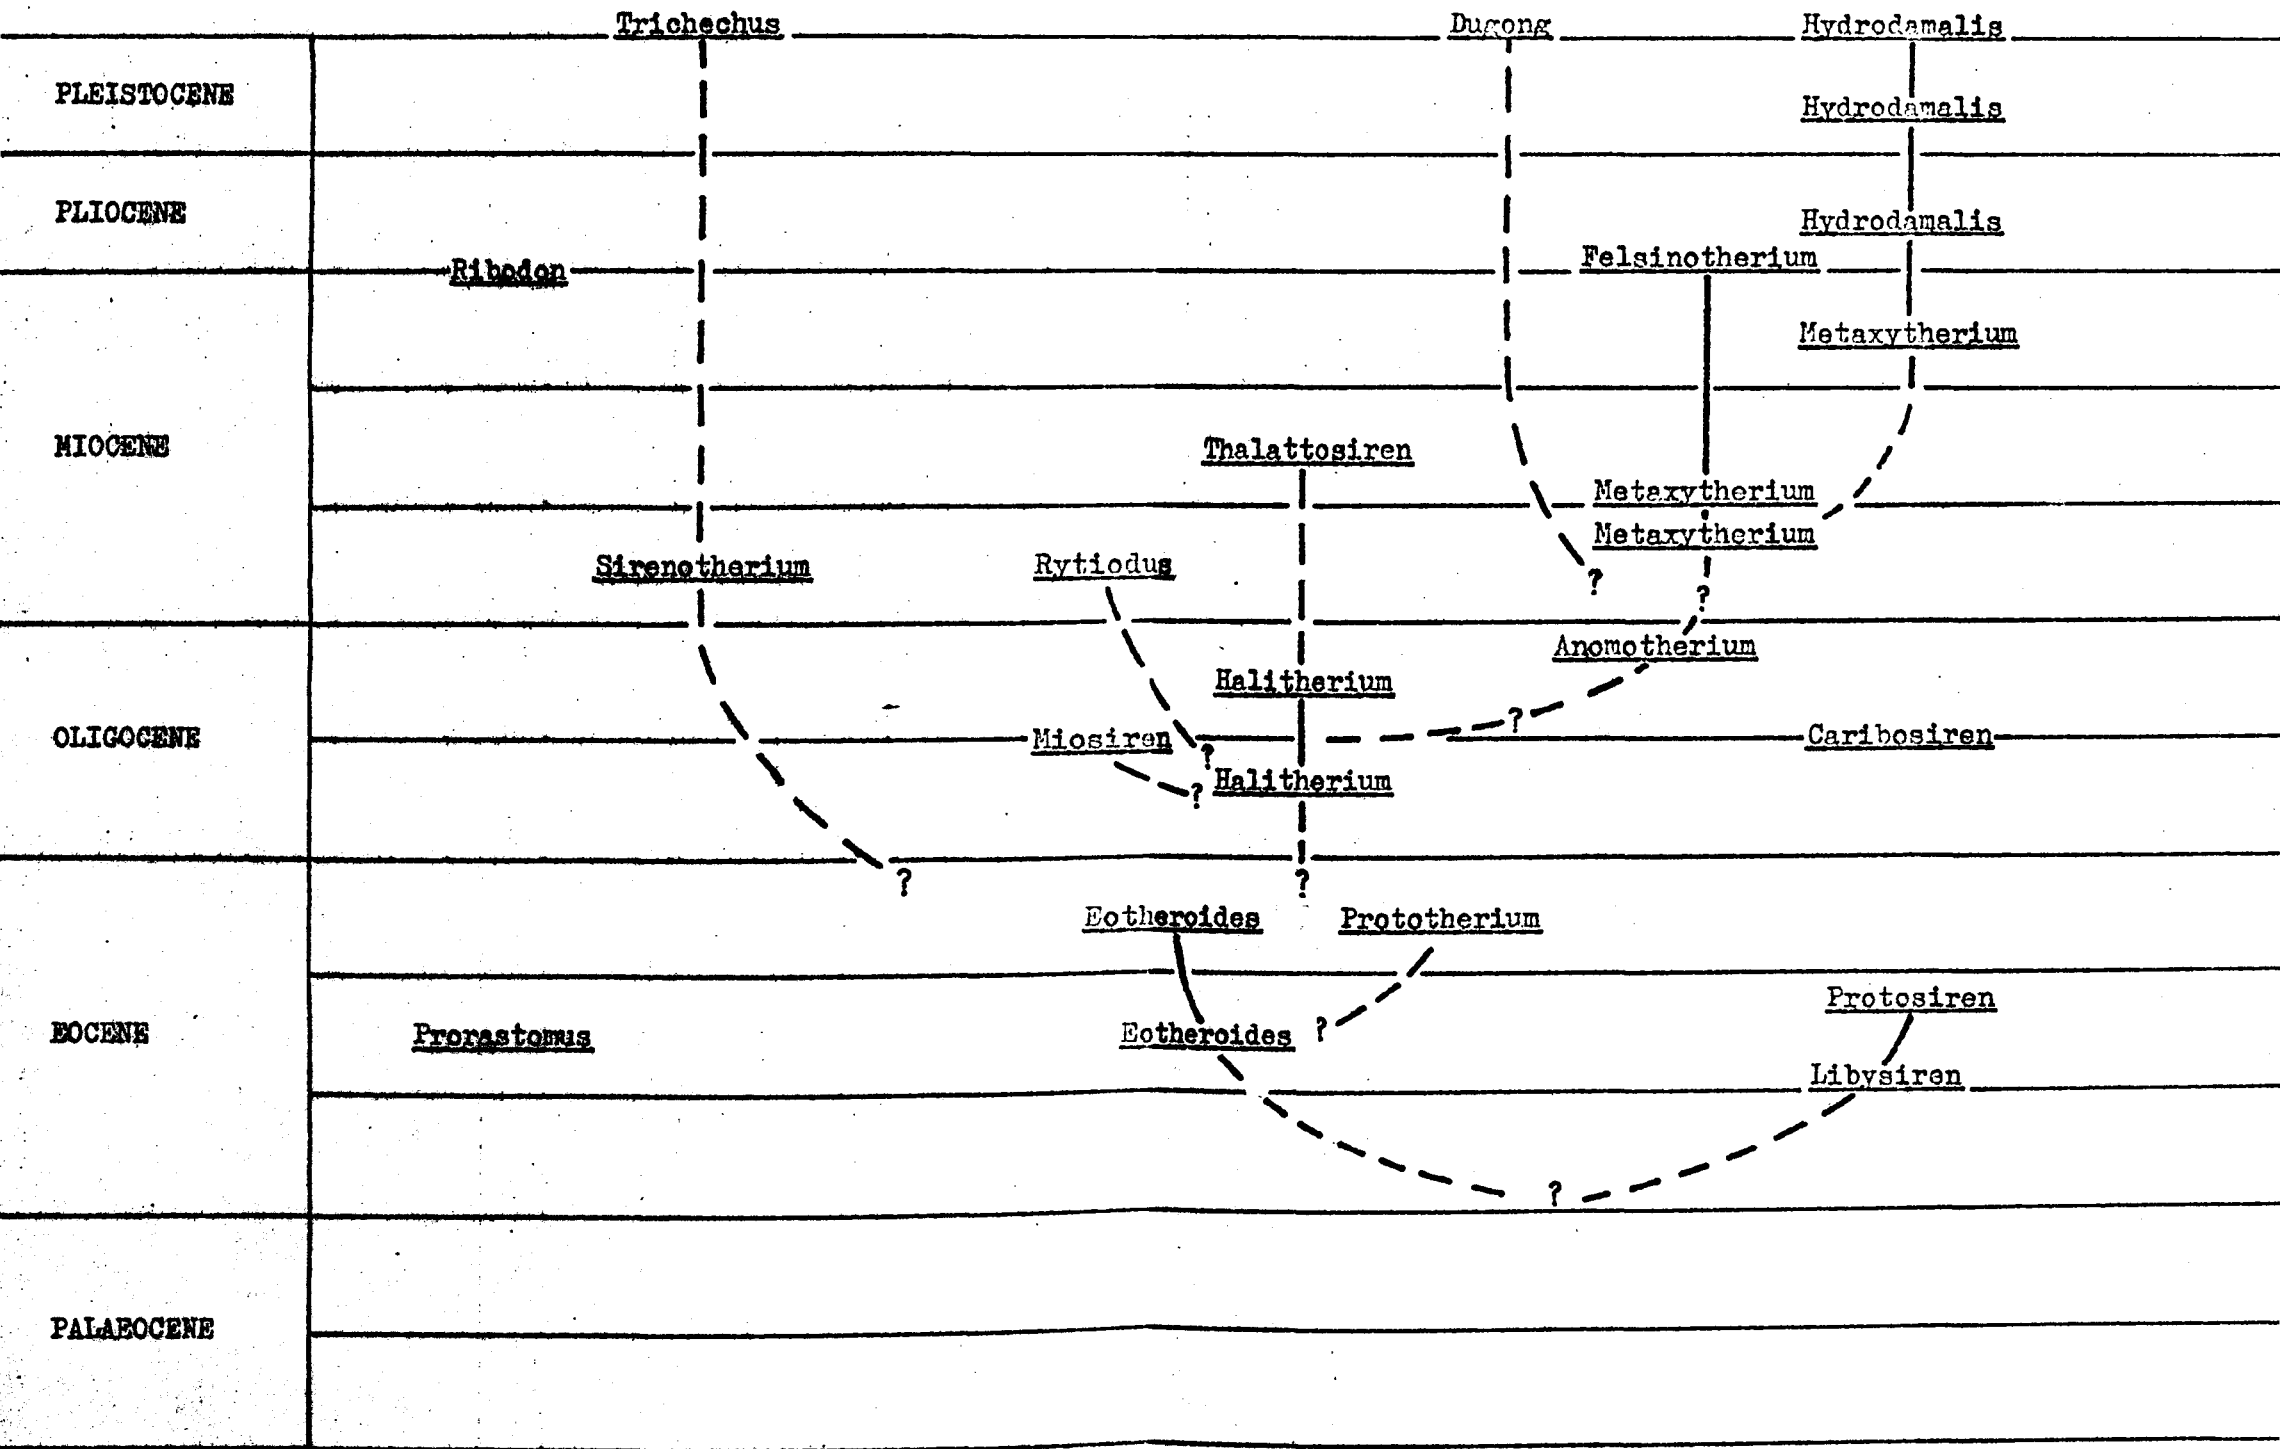 Trichechus Dugong Hydrodamalis
PLEISTOCENE
Hydrodamalis
PLIOCENE
Hydrodamalis
Felsinotherium
Ribodon
Metaxytherium
MIOCENE
Thalattosiren
Metaxytherium
Metaxytherium
Sirenotherium Rytiodus
?
?
Anomotherium
Halitherium
?
OLIGOCENE Miosiren Caribosiren
?
Halitherium
?
? ?
Eotheroides Prototherium
Protosiren
EOCENE Prorastomus Eotheroides ?
Libysiren
?
PALAEOCENE